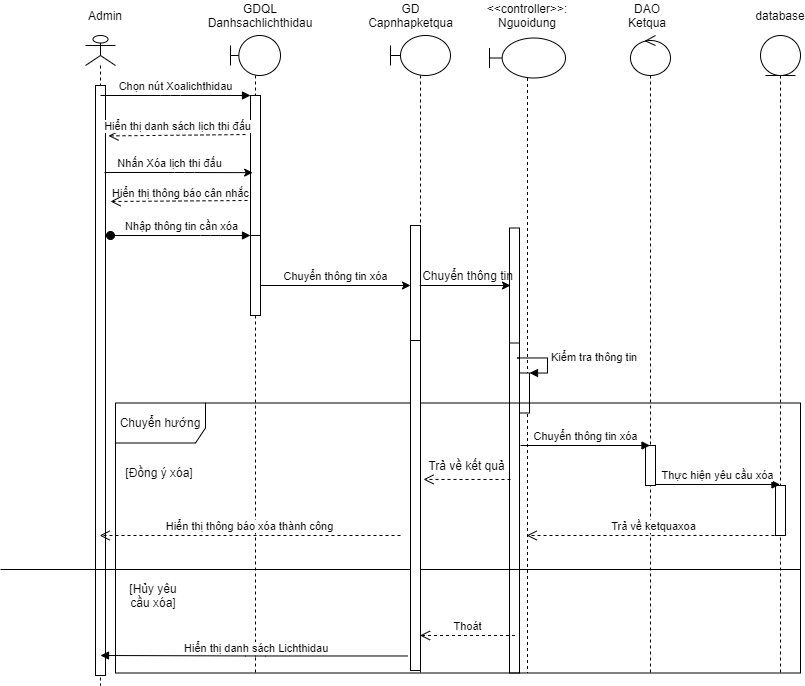 Admin
GDQL
Danhsachlichthidau
GD
Capnhapketqua
<<controller>>:
Nguoidung
DAO
Ketqua
database
Chọn nút Xoalichthidau
Hiển thị danh sách lịch thi đấu
Nhấn Xóa lịch thi đấu
Hiển thị thông báo cân nhắc
Nhập thông tin cần xóa
Chuyển thông tin xóa
Chuyển thông tin
Kiểm tra thông tin
Chuyển hướng
Chuyển thông tin xóa
[Đồng ý xóa]
Trả về kết quả
Thực hiện yêu cầu xóa
Hiển thị thông báo xóa thành công
Trả về ketquaxoa
[Hủy yêu
cầu xóa]
Thoát
Hiển thị danh sách Lichthidau